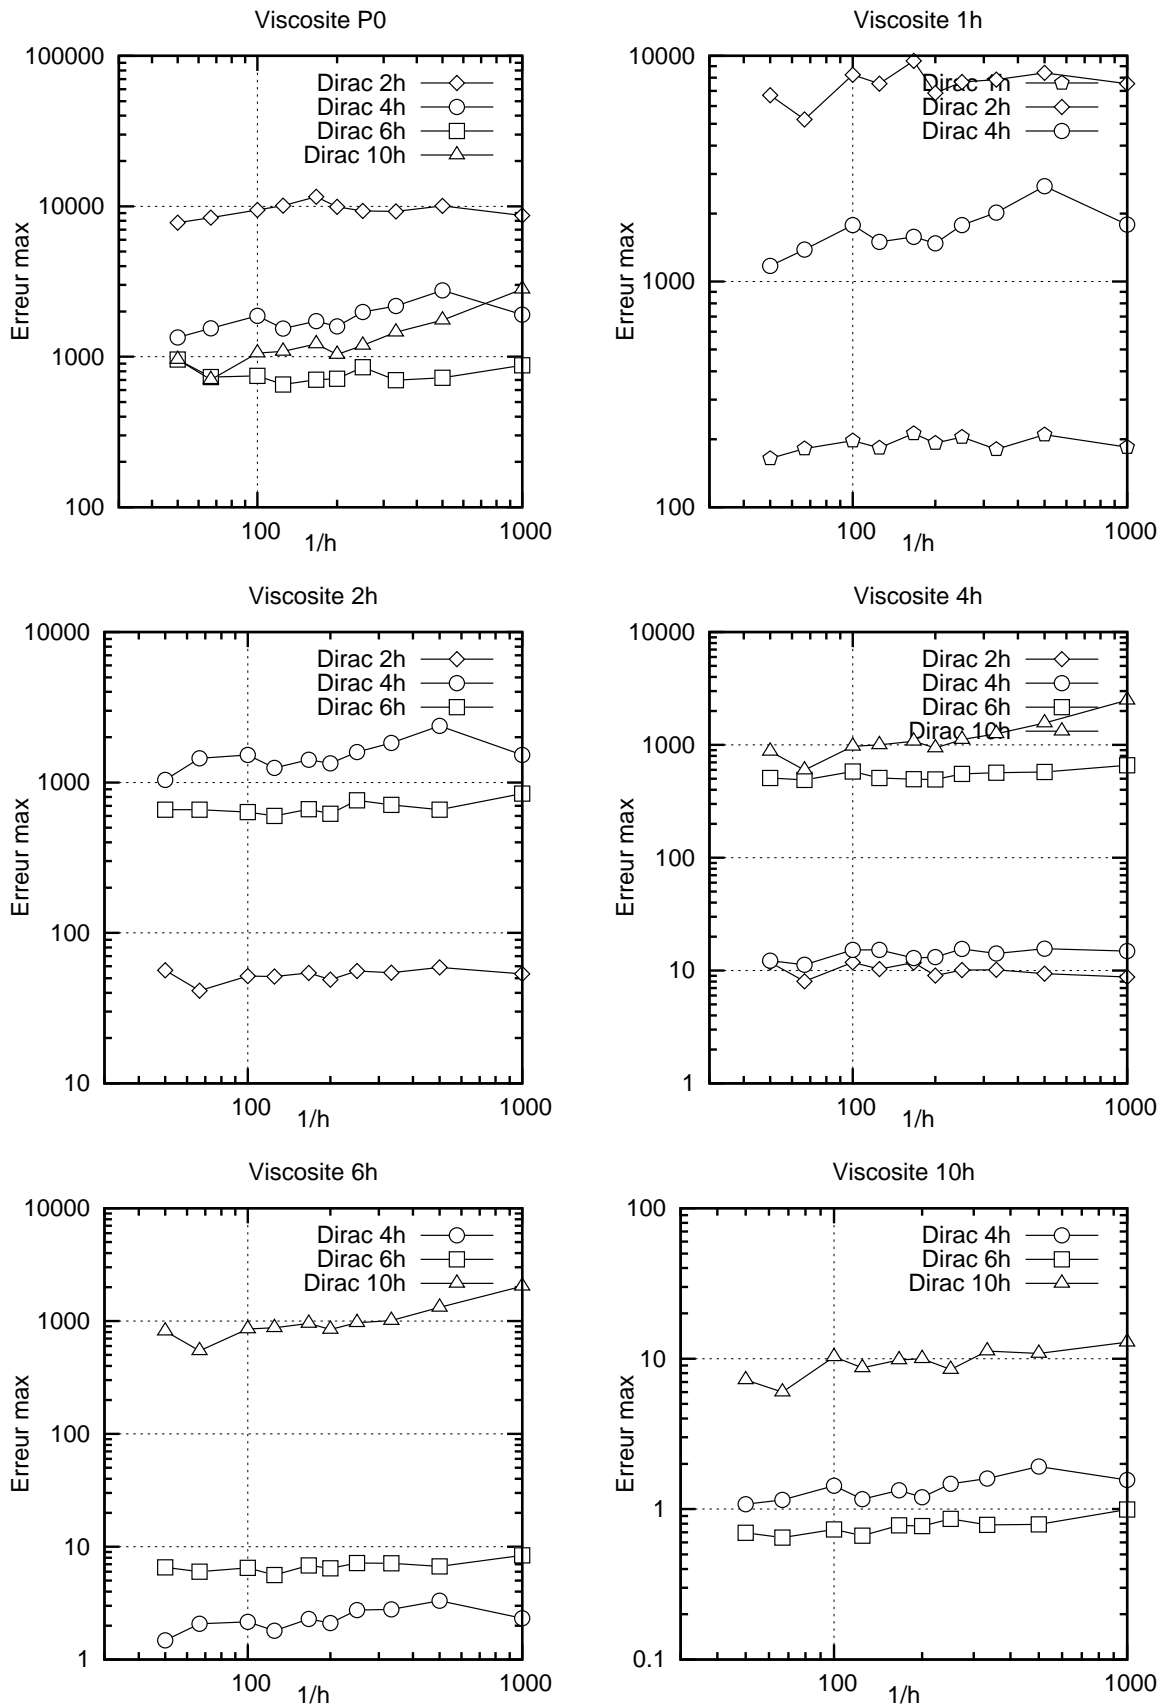 Viscosite P0
100000
10000
1000
100
Erreur max
Dirac 2h
Dirac 4h
Dirac 6h
Dirac 10h
100
1000
1/h
Viscosite 1h
10000
1000
100
Erreur max
Dirac 1h
Dirac 2h
Dirac 4h
100
1000
1/h
Viscosite 2h
10000
1000
100
10
Erreur max
Dirac 2h
Dirac 4h
Dirac 6h
100
1000
1/h
Viscosite 4h
10000
1000
100
10
1
Erreur max
Dirac 2h
Dirac 4h
Dirac 6h
Dirac 10h
100
1000
1/h
Viscosite 6h
10000
1000
100
10
1
Erreur max
Dirac 4h
Dirac 6h
Dirac 10h
100
1000
1/h
Viscosite 10h
100
10
1
0.1
Erreur max
Dirac 4h
Dirac 6h
Dirac 10h
100
1000
1/h